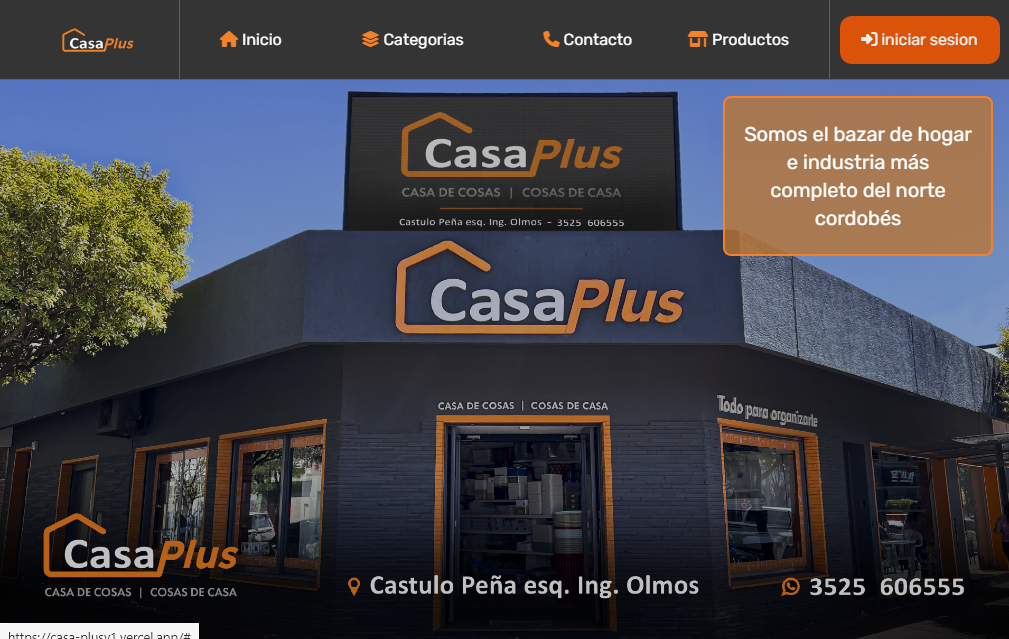 CasaPlus
Inicio
Categorias
Contacto
Productos
iniciar sesion
Somos el bazar de hogar
e industria más
completo del norte
cordobés
CasaPlus
CASA DE COSAS | COSAS DE CASA
Castulo Peña esq. Ing. Olmos - 3525 606555
CasaPlus
CASA DE COSAS | COSAS DE CASA
Todo para organizarte
CasaPlus
CASA DE COSAS | COSAS DE CASA
Castulo Peña esq. Ing. Olmos
3525 606555
https://casa-plusv1.vercel.app/#